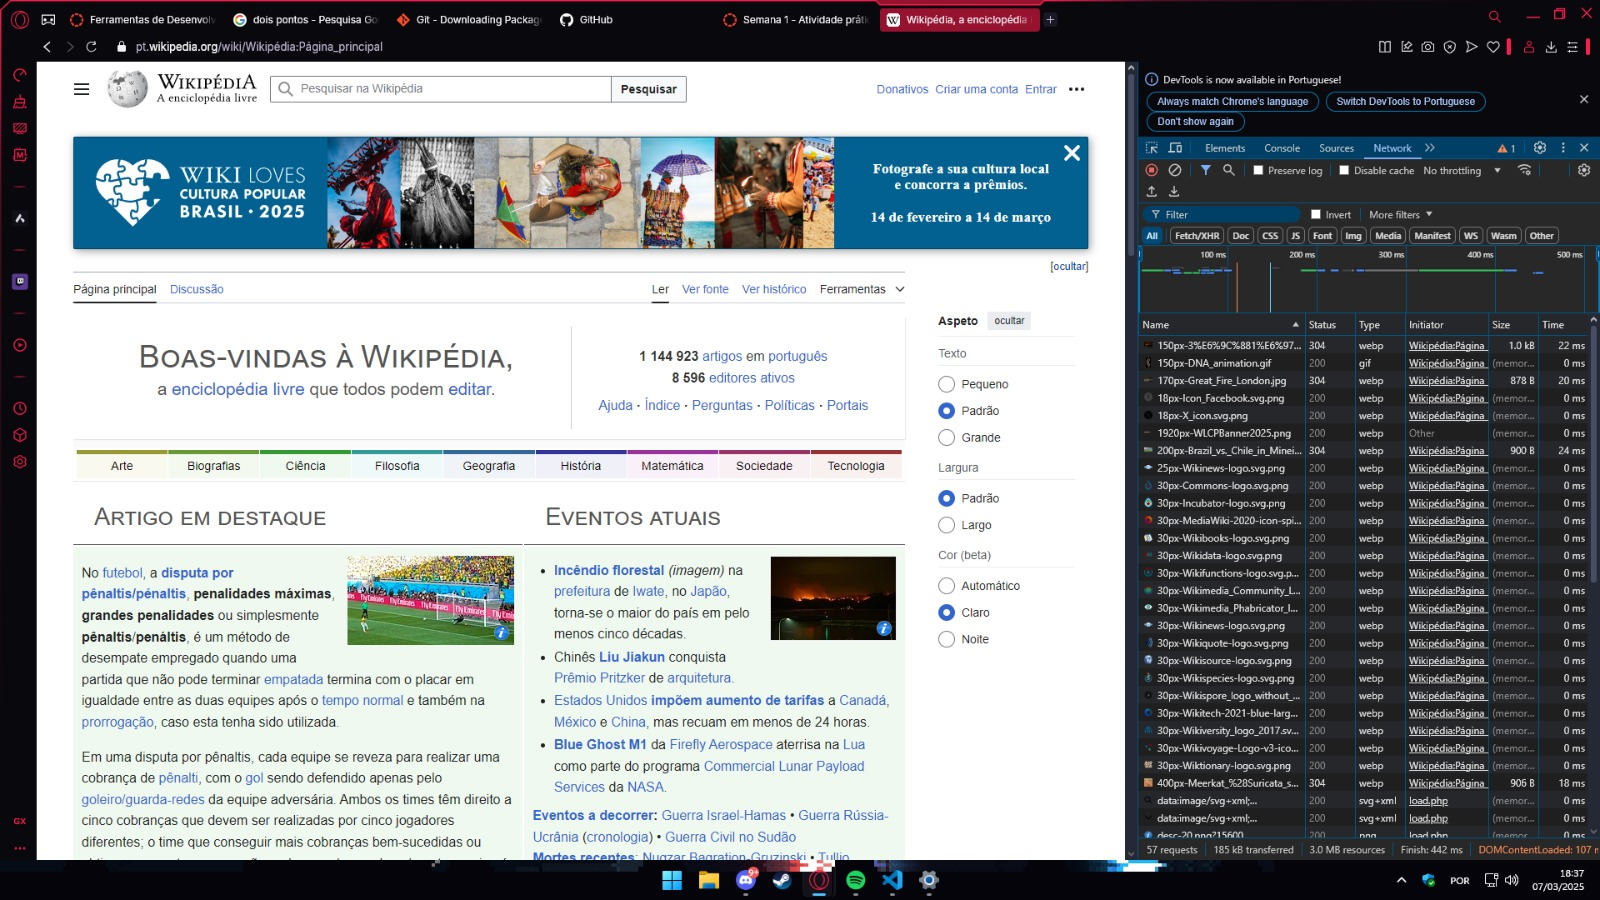 Ferramentas de Desenvolv
dois pontos - Pesquisa Go
Git - Downloading Packag
GitHub
Semana 1 - Atividade práti
Wikipédia, a enciclopédia
pt.wikipedia.org/wiki/Wikipédia:Página_principal
WIKIPÉDIA
A enciclopédia livre
Pesquisar na Wikipédia
Pesquisar
Donativos Criar uma conta Entrar
WIKI LOVES
CULTURA POPULAR
BRASIL · 2025
Fotografe a sua cultura local
e concorra a prêmios.
14 de fevereiro a 14 de março
[ocultar]
Página principal Discussão
Ler Ver fonte Ver histórico Ferramentas
BOAS-VINDAS À WIKIPÉDIA,
a enciclopédia livre que todos podem editar.
1 144 923 artigos em português
8 596 editores ativos
Ajuda · Índice · Perguntas · Políticas · Portais
Arte Biografias Ciência Filosofia Geografia História Matemática Sociedade Tecnologia
ARTIGO EM DESTAQUE
No futebol, a disputa por
pênaltis/pénaltis, penalidades máximas,
grandes penalidades ou simplesmente
pênaltis/penáltis, é um método de
desempate empregado quando uma
partida que não pode terminar empatada termina com o placar em
igualdade entre as duas equipes após o tempo normal e também na
prorrogação, caso esta tenha sido utilizada.
Em uma disputa por pênaltis, cada equipe se reveza para realizar uma
cobrança de pênalti, com o gol sendo defendido apenas pelo
goleiro/guarda-redes da equipe adversária. Ambos os times têm direito a
cinco cobranças que devem ser realizadas por cinco jogadores
diferentes; o time que conseguir mais cobranças bem-sucedidas ou
EVENTOS ATUAIS
• Incêndio florestal (imagem) na
prefeitura de Iwate, no Japão,
torna-se o maior do país em pelo
menos cinco décadas.
• Chinês Liu Jiakun conquista
Prêmio Pritzker de arquitetura.
• Estados Unidos impõem aumento de tarifas a Canadá,
México e China, mas recuam em menos de 24 horas.
• Blue Ghost M1 da Firefly Aerospace aterrisa na Lua
como parte do programa Commercial Lunar Payload
Services da NASA.
Eventos a decorrer: Guerra Israel-Hamas • Guerra Rússia-
Ucrânia (cronologia) • Guerra Civil no Sudão
Mortes recentes: Nugzar Bagration-Gruzinski • Tullio
Aspeto ocultar
Texto
Pequeno
Padrão
Grande
Largura
Padrão
Largo
Cor (beta)
Automático
Claro
Noite
DevTools is now available in Portuguese!
Always match Chrome's language Switch DevTools to Portuguese
Don't show again
Elements Console Sources Network 1
Preserve log Disable cache No throttling
Filter Invert More filters
All Fetch/XHR Doc CSS JS Font Img Media Manifest WS Wasm Other
100 ms 200 ms 300 ms 400 ms 500 ms
Name Status Type Initiator Size Time
150px-3%E6%9C%881%E6%97... 304 webp Wikipédia:Página 1.0 kB 22 ms
150px-DNA_animation.gif 200 gif Wikipédia:Página (memor... 0 ms
170px-Great_Fire_London.jpg 304 webp Wikipédia:Página 878 B 20 ms
18px-Icon_Facebook.svg.png 200 webp Wikipédia:Página (memor... 0 ms
18px-X_icon.svg.png 200 webp Wikipédia:Página (memor... 0 ms
1920px-WLCPBanner2025.png 200 webp Other (memor... 0 ms
200px-Brazil_vs._Chile_in_Minei... 304 webp Wikipédia:Página 900 B 24 ms
25px-Wikinews-logo.svg.png 200 webp Wikipédia:Página (memor... 0 ms
30px-Commons-logo.svg.png 200 webp Wikipédia:Página (memor... 0 ms
30px-Incubator-logo.svg.png 200 webp Wikipédia:Página (memor... 0 ms
30px-MediaWiki-2020-icon-spi... 200 webp Wikipédia:Página (memor... 0 ms
30px-Wikibooks-logo.svg.png 200 webp Wikipédia:Página (memor... 0 ms
30px-Wikidata-logo.svg.png 200 webp Wikipédia:Página (memor... 0 ms
30px-Wikifunctions-logo.svg.p... 200 webp Wikipédia:Página (memor... 0 ms
30px-Wikimedia_Community_L... 200 webp Wikipédia:Página (memor... 0 ms
30px-Wikimedia_Phabricator_l... 200 webp Wikipédia:Página (memor... 0 ms
30px-Wikinews-logo.svg.png 200 webp Wikipédia:Página (memor... 0 ms
30px-Wikiquote-logo.svg.png 200 webp Wikipédia:Página (memor... 0 ms
30px-Wikisource-logo.svg.png 200 webp Wikipédia:Página (memor... 0 ms
30px-Wikispecies-logo.svg.png 200 webp Wikipédia:Página (memor... 0 ms
30px-Wikispore_logo_without_... 200 webp Wikipédia:Página (memor... 0 ms
30px-Wikitech-2021-blue-larg... 200 webp Wikipédia:Página (memor... 0 ms
30px-Wikiversity_logo_2017.sv... 200 webp Wikipédia:Página (memor... 0 ms
30px-Wikivoyage-Logo-v3-ico... 200 webp Wikipédia:Página (memor... 0 ms
30px-Wiktionary-logo.svg.png 200 webp Wikipédia:Página (memor... 0 ms
400px-Meerkat_%28Suricata_s... 304 webp Wikipédia:Página 906 B 18 ms
data:image/svg+xml;... 200 svg+xml load.php (memor... 0 ms
data:image/svg+xml;... 200 svg+xml load.php (memor... 0 ms
desc-20.png?15600 200 png load.php (memor... 0 ms
57 requests 185 kB transferred 3.0 MB resources Finish: 442 ms DOMContentLoaded: 107 m
GX
POR
18:37
07/03/2025